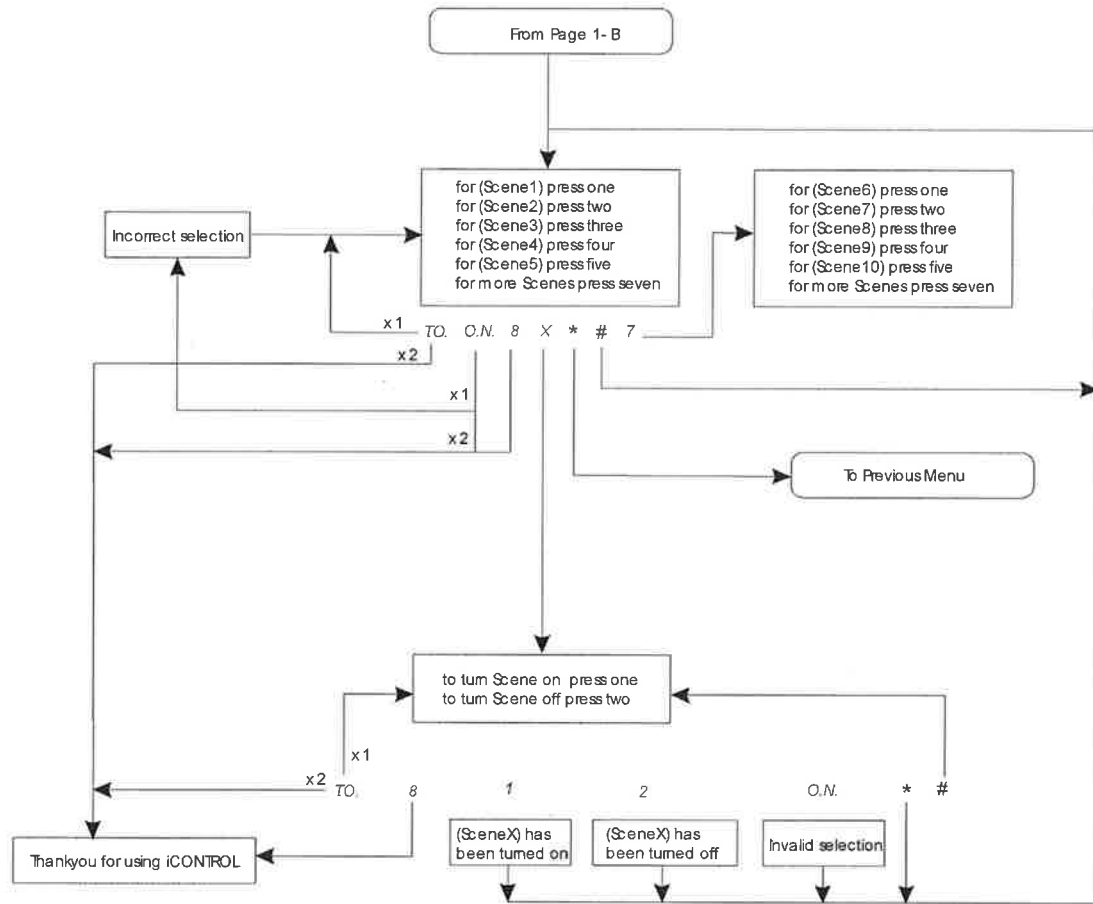 From Page 1- B
for (Scene1) press one
for (Scene2) press two
for (Scene3) press three
for (Scene4) press four
for (Scene5) press five
for more Scenes press seven
for (Scene6) press one
for (Scene7) press two
for (Scene8) press three
for (Scene9) press four
for (Scene10) press five
for more Scenes press seven
Incorrect selection
x1 TO. O.N. 8 X * # 7
x2
x1
x2
To Previous Menu
to turn Scene on press one
to turn Scene off press two
x1
x2 TO. 8 1 2 O.N. * #
(SceneX) has
been turned on
(SceneX) has
been turned off
Invalid selection
Thankyou for using iCONTROL